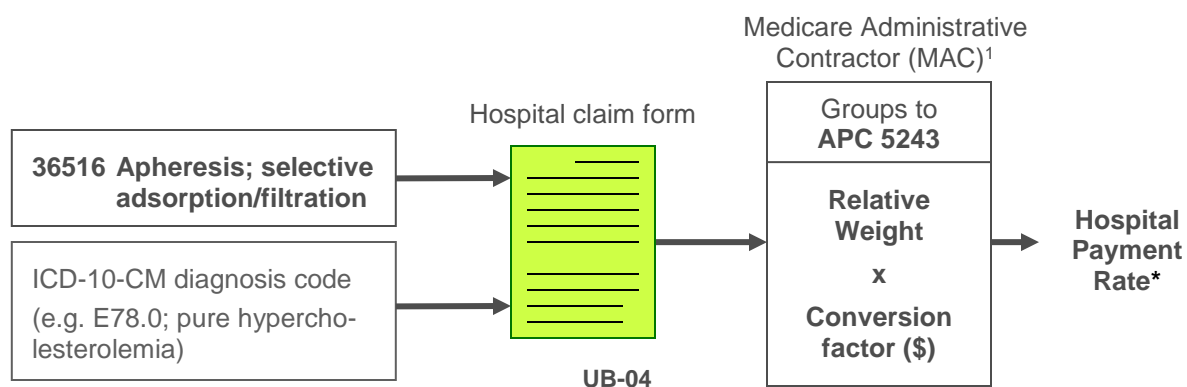 Medicare Administrative
Contractor (MAC)¹
Hospital claim form
Groups to
APC 5243
36516 Apheresis; selective
adsorption/filtration
Relative
Weight
x
Conversion
factor ($)
Hospital
Payment
Rate*
ICD-10-CM diagnosis code
(e.g. E78.0; pure hypercho-
lesterolemia)
UB-04